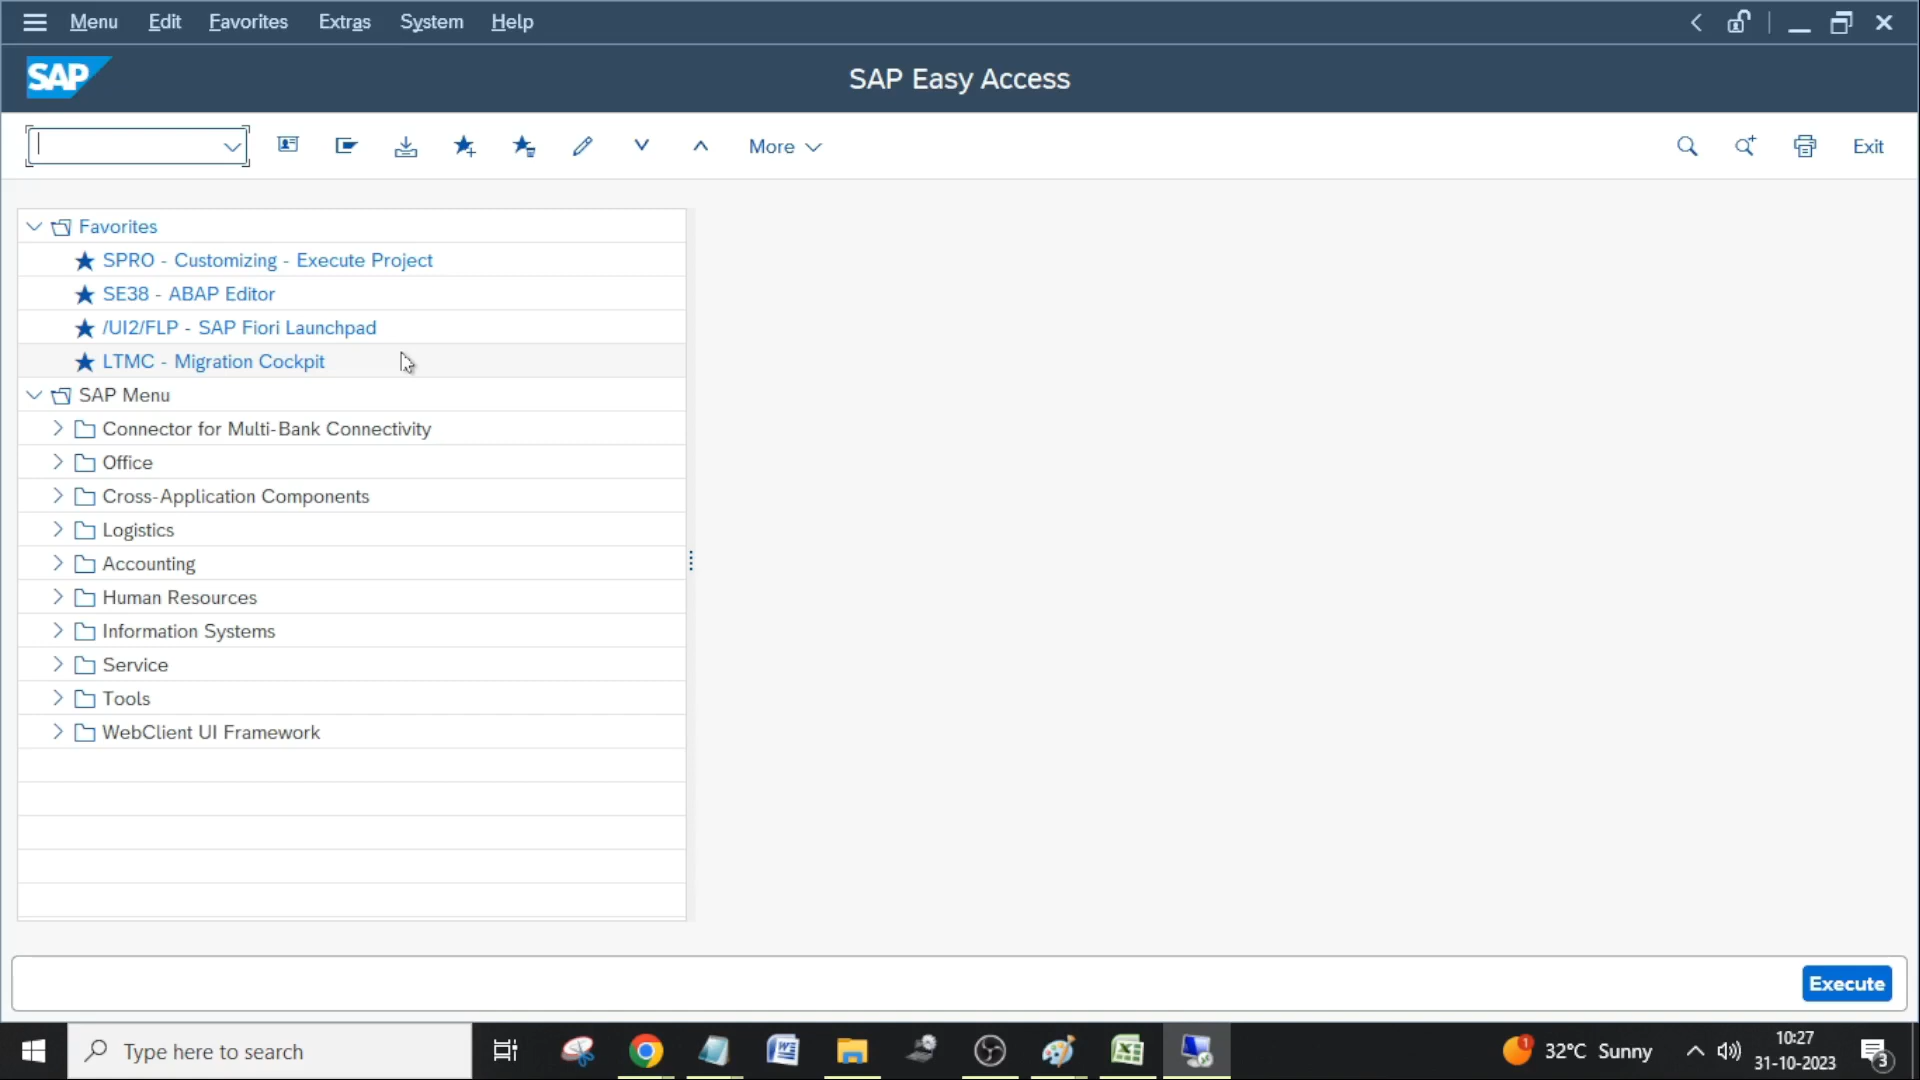 Menu Edit Favorites Extras System Help
SAP SAP Easy Access
More Exit
Favorites
SPRO - Customizing - Execute Project
SE38 - ABAP Editor
/UI2/FLP - SAP Fiori Launchpad
LTMC - Migration Cockpit
SAP Menu
Connector for Multi-Bank Connectivity
Office
Cross-Application Components
Logistics
Accounting
Human Resources
Information Systems
Service
Tools
WebClient UI Framework
Execute
Type here to search 1 32°C Sunny 10:27
31-10-2023 3